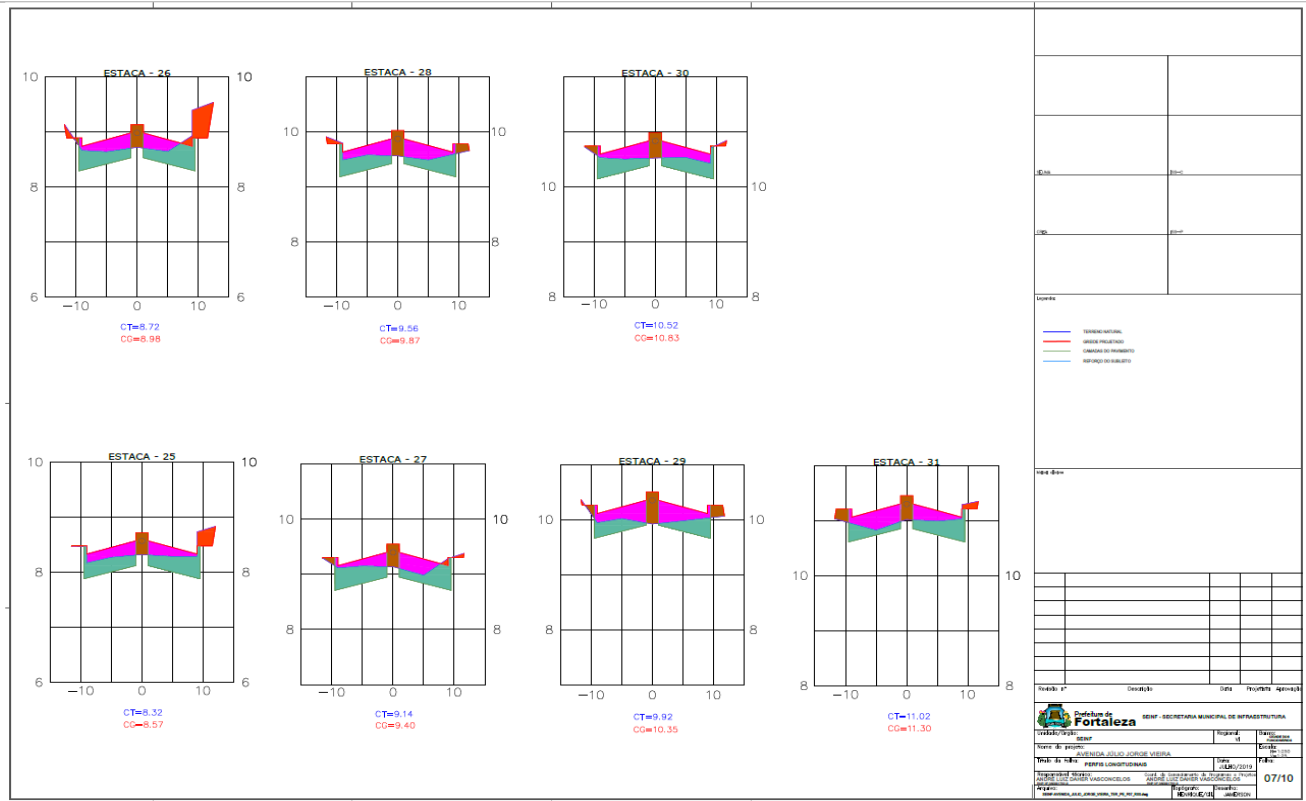 ESTACA - 26
10
8
6
10
8
6
−10 0 10
CT=8.72
CG=8.98
ESTACA - 28
10
8
10
8
−10 0 10
CT=9.56
CG=9.87
ESTACA - 30
10
8
10
8
−10 0 10
CT=10.52
CG=10.83
ESTACA - 25
10
8
6
10
8
6
−10 0 10
CT=8.32
CG=8.57
ESTACA - 27
10
8
10
8
−10 0 10
CT=9.14
CG=9.40
ESTACA - 29
10
8
10
8
−10 0 10
CT=9.92
CG=10.35
ESTACA - 31
10
8
10
8
−10 0 10
CT=11.02
CG=11.30
TERRENO NATURAL
GREIDE PROJETADO
CAMADAS DO PAVIMENTO
REFORÇO DO SUBLEITO
Revisão nº Descrição Data Projetista Aprovação
Prefeitura de
Fortaleza
SEINF - SECRETARIA MUNICIPAL DE INFRAESTRUTURA
Unidade/Órgão:
SEINF
Regional:
VI
Nome do projeto:
AVENIDA JÚLIO JORGE VIEIRA
Escala:
Título da folha:
PERFIS LONGITUDINAIS
Data
JULHO/2019
Folha:
07/10
Responsável técnico:
ANDRÉ LUIZ DAHER VASCONCELOS
ANDRÉ LUIZ DAHER VASCONCELOS
Arquivo:
Desenho:
JAMERSON